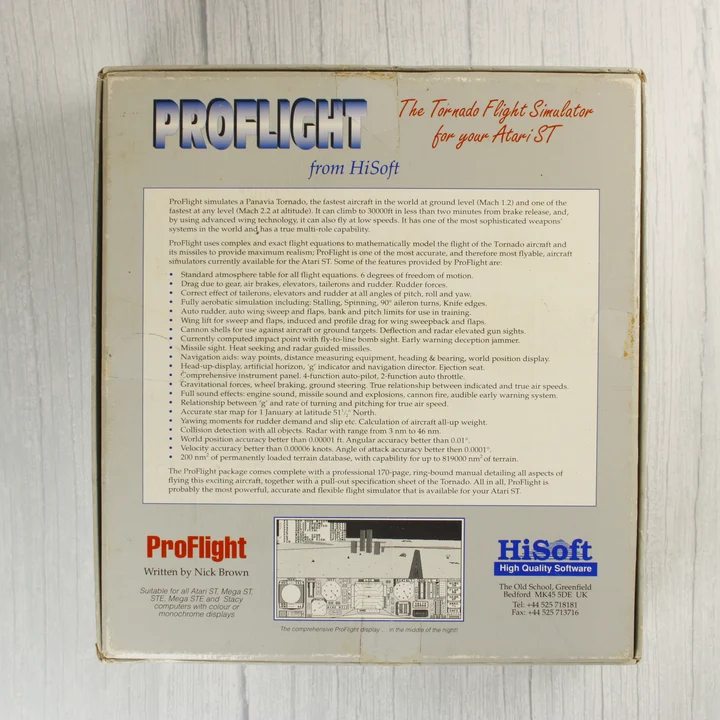 PROFLIGHT
The Tornado Flight Simulator
for your Atari ST
from HiSoft
ProFlight simulates a Panavia Tornado, the fastest aircraft in the world at ground level (Mach 1.2) and one of the
fastest at any level (Mach 2.2 at altitude). It can climb to 30000ft in less than two minutes from brake release, and,
by using advanced wing technology, it can also fly at low speeds. It has one of the most sophisticated weapons'
systems in the world and has a true multi-role capability.
ProFlight uses complex and exact flight equations to mathematically model the flight of the Tornado aircraft and
its missiles to provide maximum realism; ProFlight is one of the most accurate, and therefore most flyable, aircraft
simulators currently available for the Atari ST. Some of the features provided by ProFlight are:
• Standard atmosphere table for all flight equations. 6 degrees of freedom of motion.
• Drag due to gear, air brakes, elevators, tailerons and rudder. Rudder forces.
• Correct effect of tailerons, elevators and rudder at all angles of pitch, roll and yaw.
• Fully aerobatic simulation including: Stalling, Spinning, 90° aileron turns. Knife edges.
• Auto rudder, auto wing sweep and flaps, bank and pitch limits for use in training.
• Wing lift for sweep and flaps, induced and profile drag for wing sweepback and flaps.
• Cannon shells for use against aircraft or ground targets. Deflection and radar elevated gun sights.
• Currently computed impact point with fly-to-line bomb sight. Early warning deception jammer.
• Missile sight. Heat seeking and radar guided missiles.
• Navigation aids: way points, distance measuring equipment, heading & bearing, world position display.
• Head-up-display, artificial horizon, 'g' indicator and navigation director. Ejection seat.
• Comprehensive instrument panel. 4-function auto-pilot, 2-function auto throttle.
• Gravitational forces, wheel braking, ground steering. True relationship between indicated and true air speeds.
• Full sound effects: engine sound, missile sound and explosions, cannon fire, audible early warning system.
• Relationship between 'g' and rate of turning and pitching for true air speed.
• Accurate star map for 1 January at latitude 51½° North.
• Yawing moments for rudder demand and slip etc. Calculation of aircraft all-up weight.
• Collision detection with all objects. Radar with range from 3 nm to 46 nm.
• World position accuracy better than 0.00001 ft. Angular accuracy better than 0.01°.
• Velocity accuracy better than 0.00006 knots. Angle of attack accuracy better then 0.0001°.
• 200 nm² of permanently loaded terrain database, with capability for up to 819000 nm² of terrain.
The ProFlight package comes complete with a professional 170-page, ring-bound manual detailing all aspects of
flying this exciting aircraft, together with a pull-out specification sheet of the Tornado. All in all, ProFlight is
probably the most powerful, accurate and flexible flight simulator that is available for your Atari ST.
ProFlight
Written by Nick Brown
Suitable for all Atari ST, Mega ST,
STE, Mega STE and Stacy
computers with colour or
monochrome displays
The comprehensive ProFlight display . . . in the middle of the night!
HiSoft
High Quality Software
The Old School, Greenfield
Bedford MK45 5DE UK
Tel: +44 525 718181
Fax: +44 525 713716